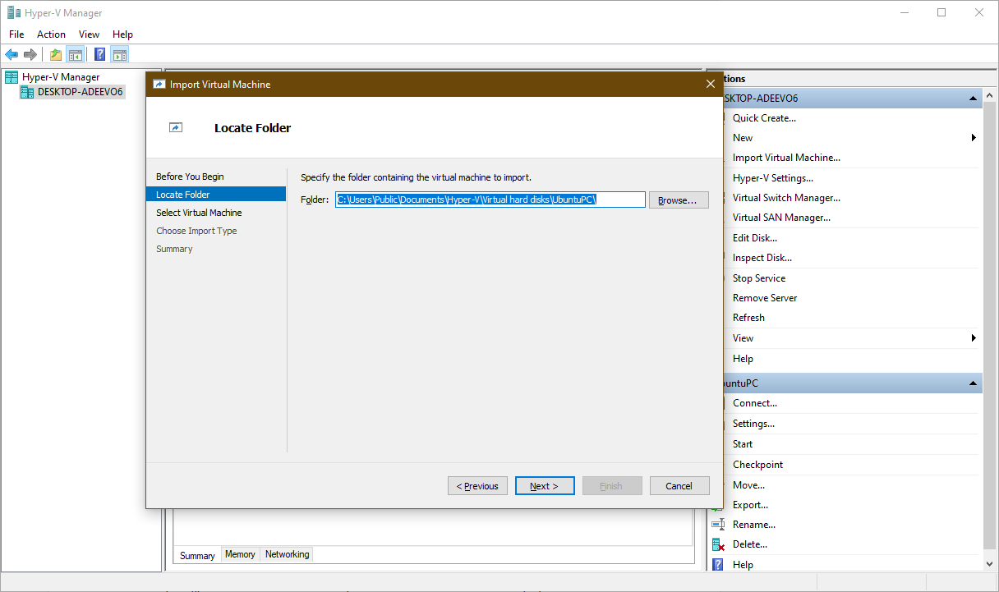 Hyper-V Manager
File Action View Help
Hyper-V Manager
DESKTOP-ADEEVO6
Import Virtual Machine
Locate Folder
Before You Begin
Locate Folder
Select Virtual Machine
Choose Import Type
Summary
Specify the folder containing the virtual machine to import.
Folder: C:\Users\Public\Documents\Hyper-V\Virtual hard disks\UbuntuPC\ Browse...
< Previous Next > Finish Cancel
Summary Memory Networking
tions
SKTOP-ADEEVO6
Quick Create...
New
Import Virtual Machine...
Hyper-V Settings...
Virtual Switch Manager...
Virtual SAN Manager...
Edit Disk...
Inspect Disk...
Stop Service
Remove Server
Refresh
View
Help
buntuPC
Connect...
Settings...
Start
Checkpoint
Move...
Export...
Rename...
Delete...
Help